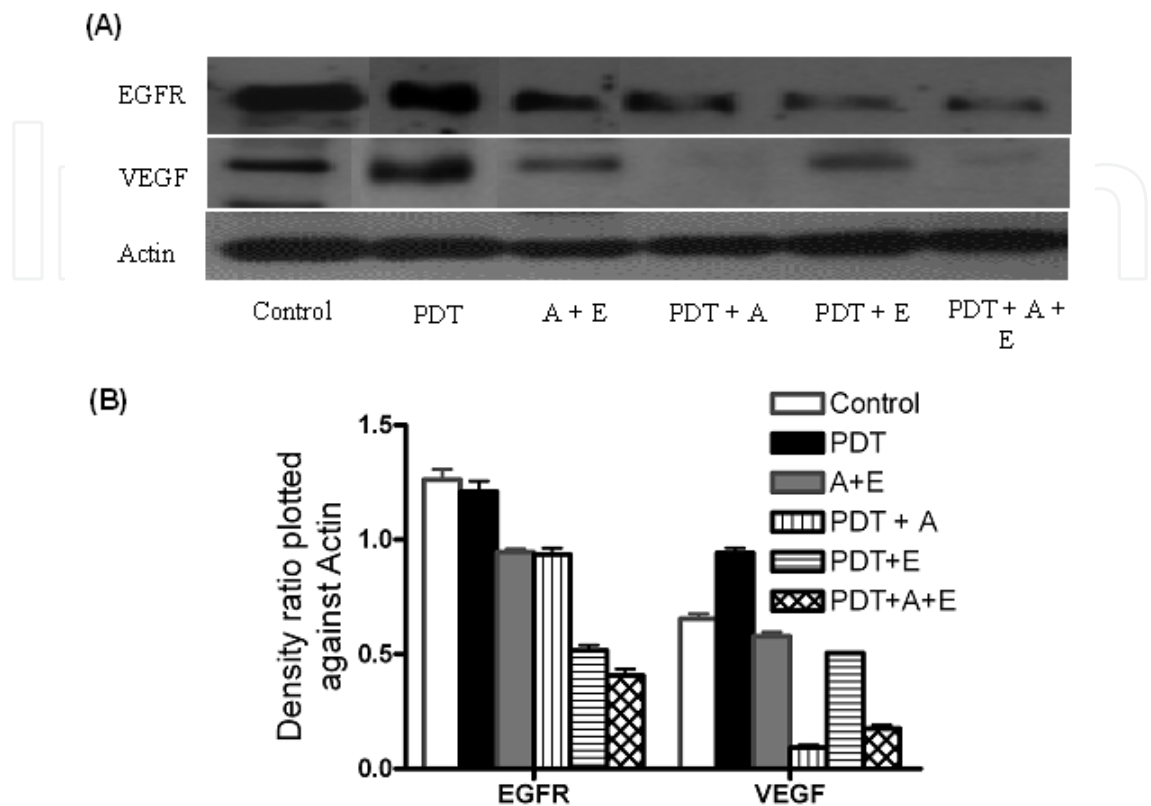 (A)
EGFR
VEGF
Actin
Control
PDT
A + E
PDT + A
PDT + E
PDT + A +
E
(B)
Density ratio plotted
against Actin
1.5
1.0
0.5
0.0
EGFR
VEGF
Control
PDT
A+E
PDT + A
PDT+E
PDT+A+E